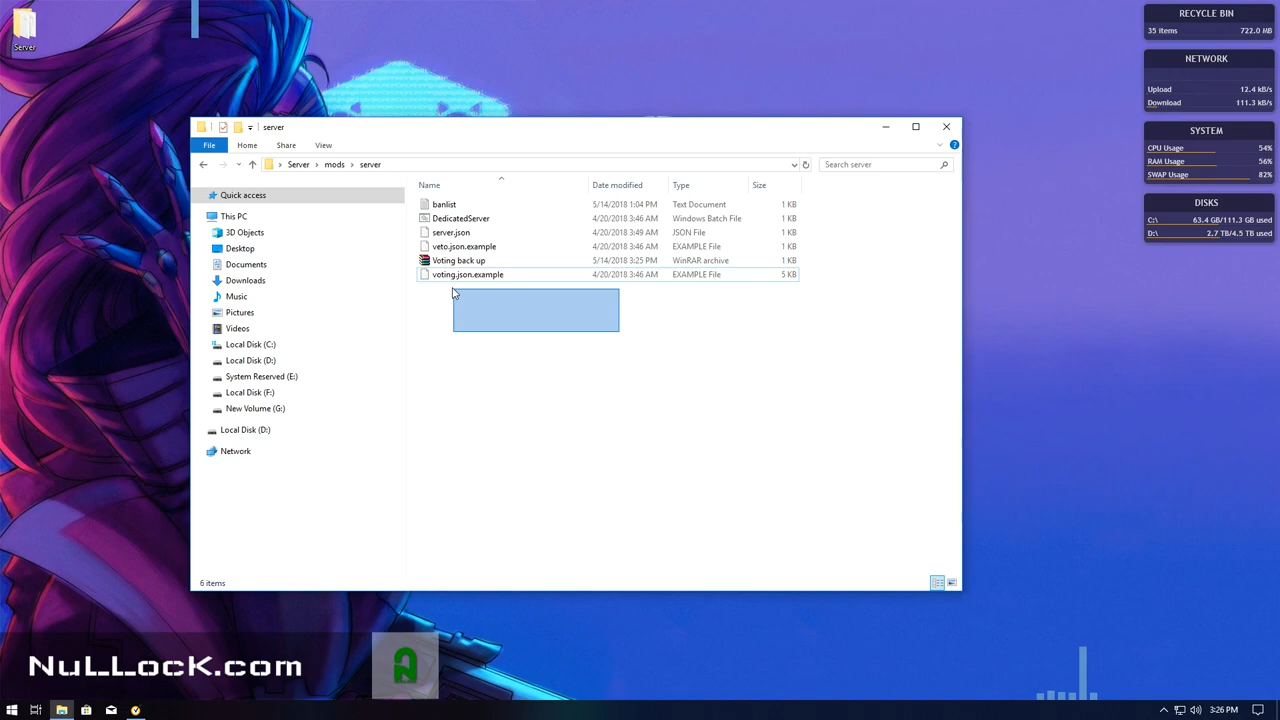 Server
RECYCLE BIN
35 items 722.0 MB
NETWORK
Upload 12.4 kB/s
Download 111.3 kB/s
SYSTEM
CPU Usage 54%
RAM Usage 56%
SWAP Usage 82%
DISKS
C:\ 63.4 GB/111.3 GB used
D:\ 2.7 TB/4.5 TB used
server
File Home Share View
Server mods server
Search server
Quick access
This PC
3D Objects
Desktop
Documents
Downloads
Music
Pictures
Videos
Local Disk (C:)
Local Disk (D:)
System Reserved (E:)
Local Disk (F:)
New Volume (G:)
Local Disk (D:)
Network
Name Date modified Type Size
banlist 5/14/2018 1:04 PM Text Document 1 KB
DedicatedServer 4/20/2018 3:46 AM Windows Batch File 1 KB
server.json 4/20/2018 3:49 AM JSON File 1 KB
veto.json.example 4/20/2018 3:46 AM EXAMPLE File 1 KB
Voting back up 5/14/2018 3:25 PM WinRAR archive 1 KB
voting.json.example 4/20/2018 3:46 AM EXAMPLE File 5 KB
6 items
NuLLocK.com
3:26 PM